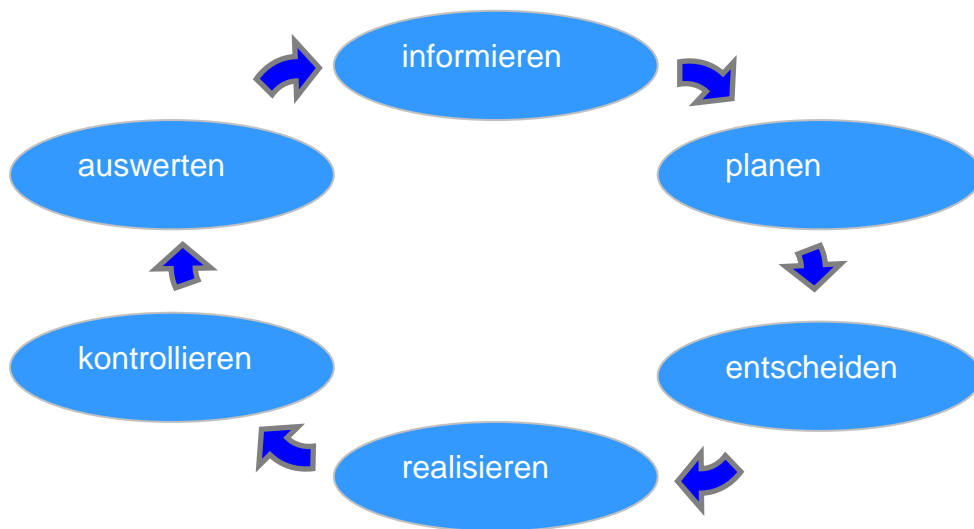 informieren
planen
entscheiden
realisieren
kontrollieren
auswerten